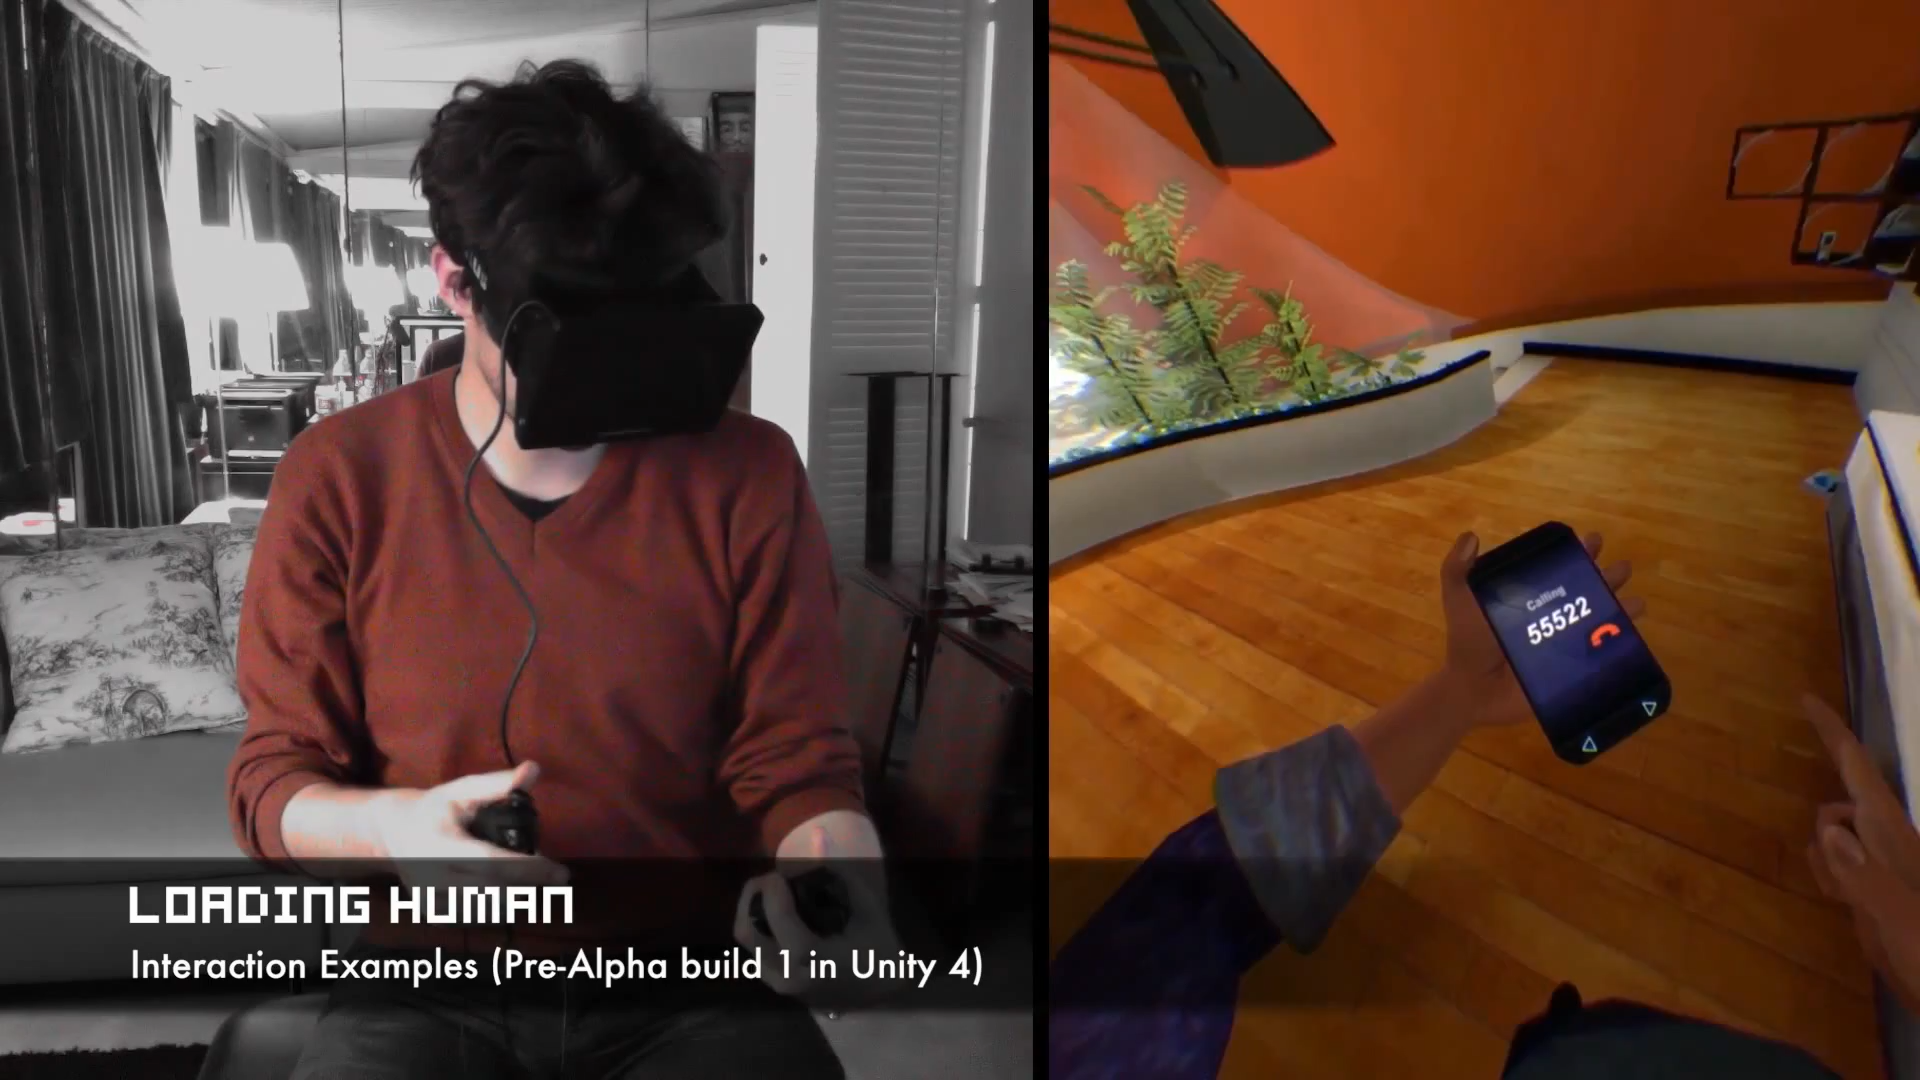 LOADING HUMAN
Interaction Examples (Pre-Alpha build 1 in Unity 4)
Calling
55522